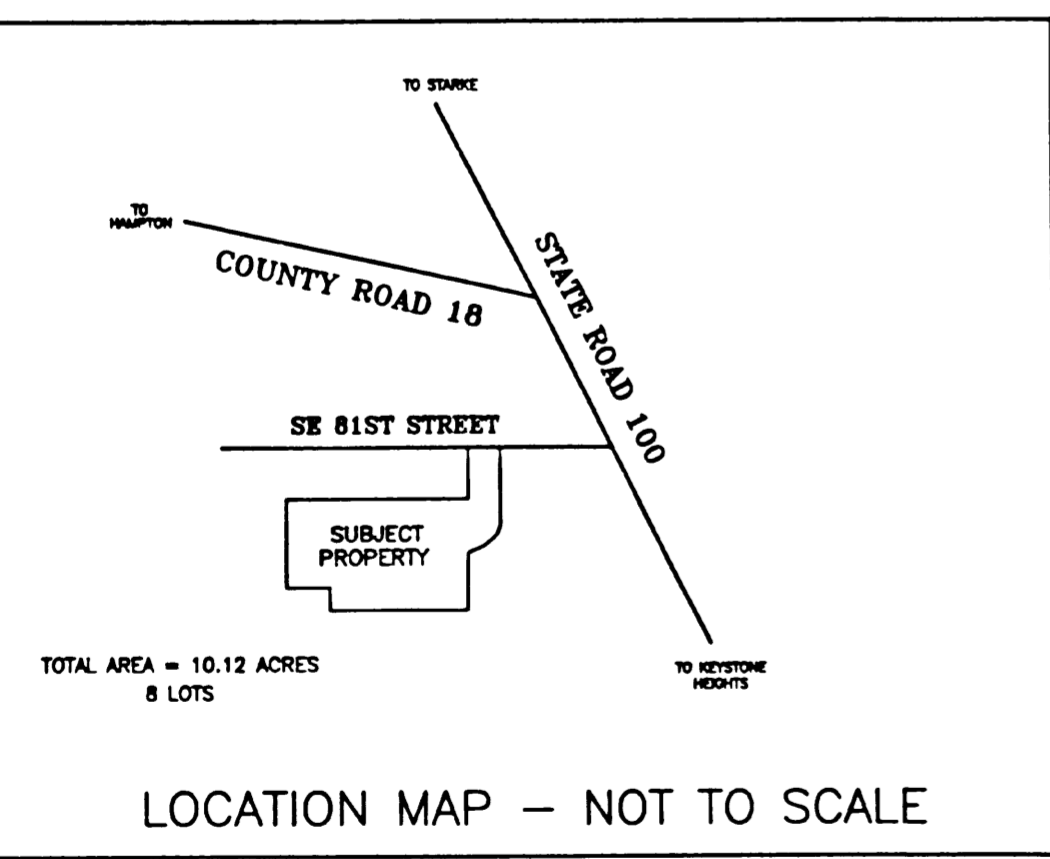 TO STARKE
TO
HAMPTON
COUNTY ROAD 18
STATE ROAD 100
SE 81ST STREET
SUBJECT
PROPERTY
TOTAL AREA = 10.12 ACRES
8 LOTS
TO KEYSTONE
HEIGHTS
LOCATION MAP – NOT TO SCALE